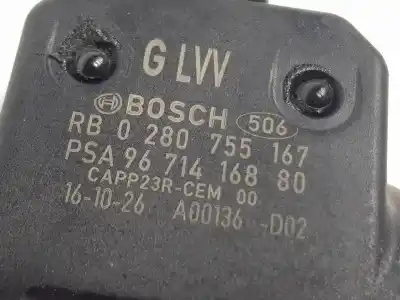 G LVV
BOSCH 506
RB 0 280 755 167
PSA 96 714 168 80
CAPP23R-CEM 00
16-10-26 A00136 -D02